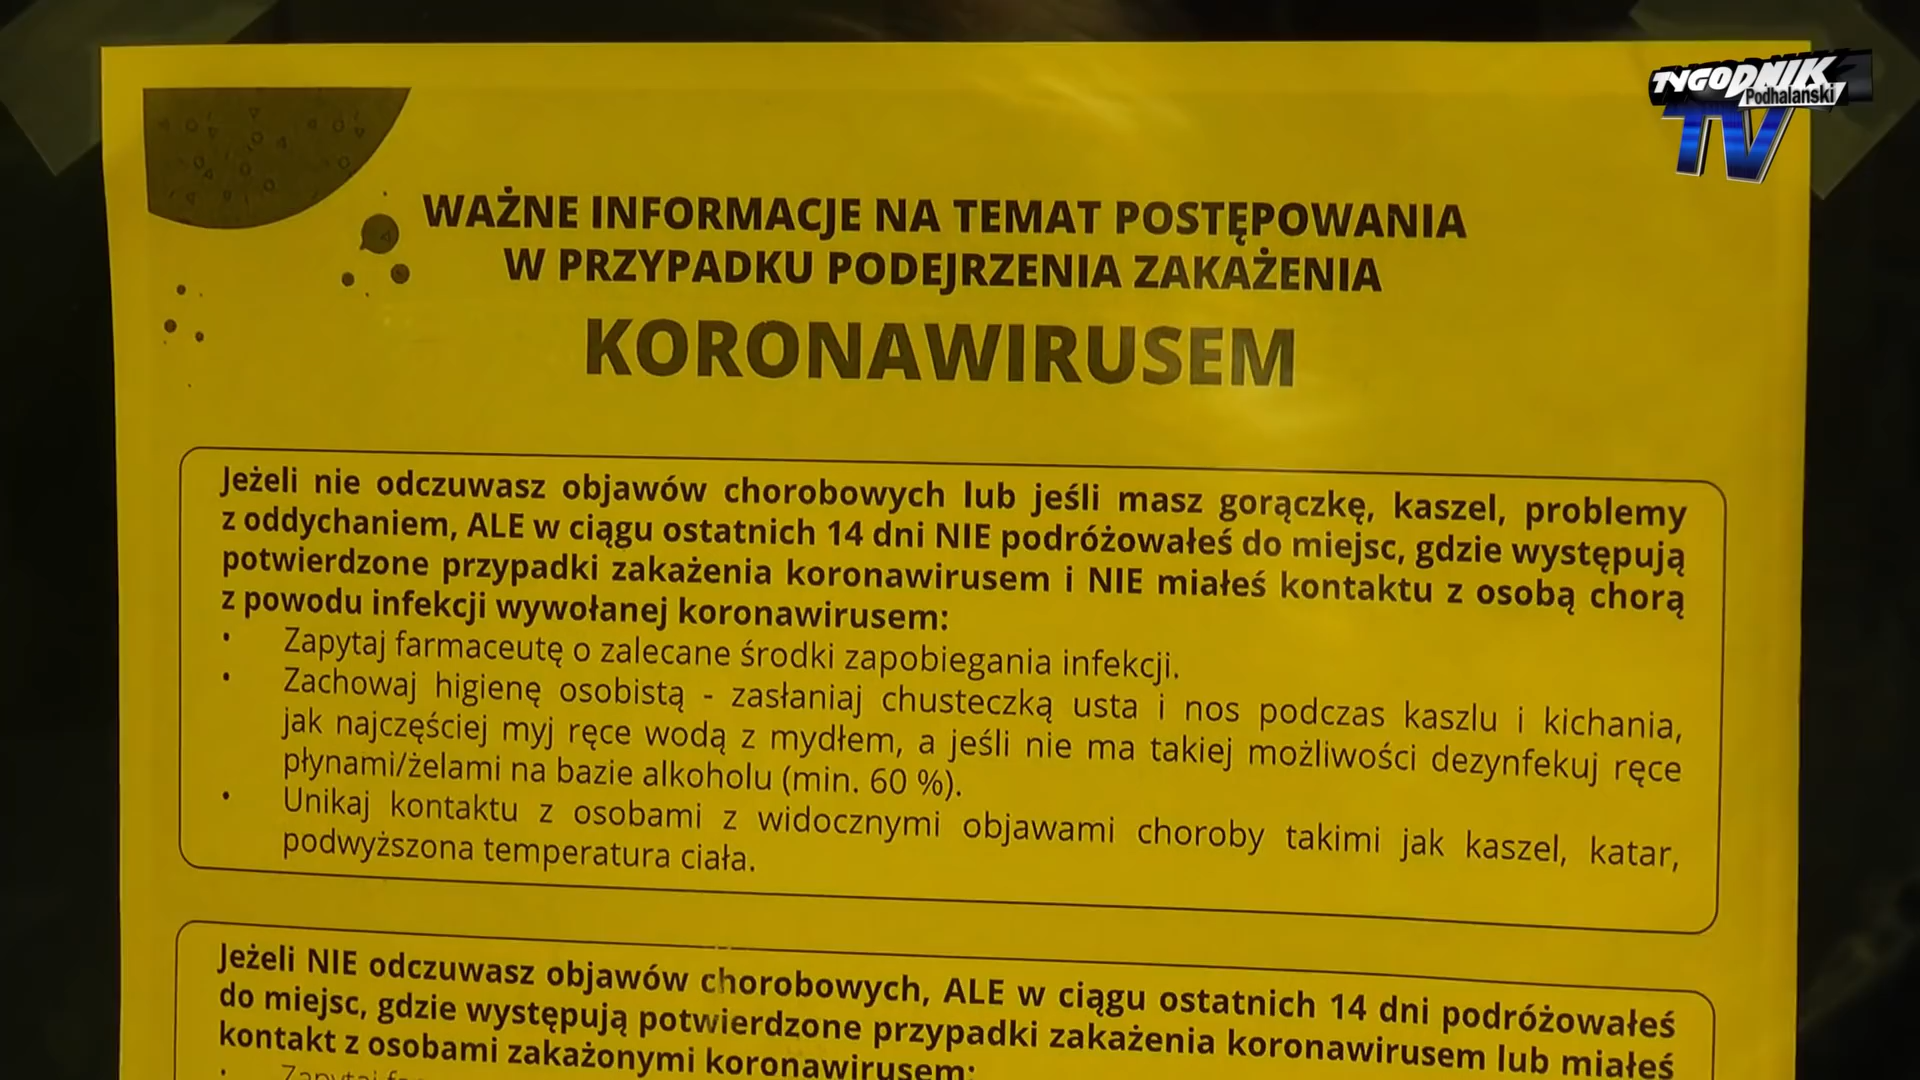 TYGODNIK
Podhalański
TV
WAŻNE INFORMACJE NA TEMAT POSTĘPOWANIA
W PRZYPADKU PODEJRZENIA ZAKAŻENIA
KORONAWIRUSEM
Jeżeli nie odczuwasz objawów chorobowych lub jeśli masz gorączkę, kaszel, problemy
z oddychaniem, ALE w ciągu ostatnich 14 dni NIE podróżowałeś do miejsc, gdzie występują
potwierdzone przypadki zakażenia koronawirusem i NIE miałeś kontaktu z osobą chorą
z powodu infekcji wywołanej koronawirusem:
• Zapytaj farmaceutę o zalecane środki zapobiegania infekcji.
• Zachowaj higienę osobistą - zasłaniaj chusteczką usta i nos podczas kaszlu i kichania,
jak najczęściej myj ręce wodą z mydłem, a jeśli nie ma takiej możliwości dezynfekuj ręce
płynami/żelami na bazie alkoholu (min. 60 %).
• Unikaj kontaktu z osobami z widocznymi objawami choroby takimi jak kaszel, katar,
podwyższona temperatura ciała.
Jeżeli NIE odczuwasz objawów chorobowych, ALE w ciągu ostatnich 14 dni podróżowałeś
do miejsc, gdzie występują potwierdzone przypadki zakażenia koronawirusem lub miałeś
kontakt z osobami zakażonymi koronawirusem:
• Zapytaj